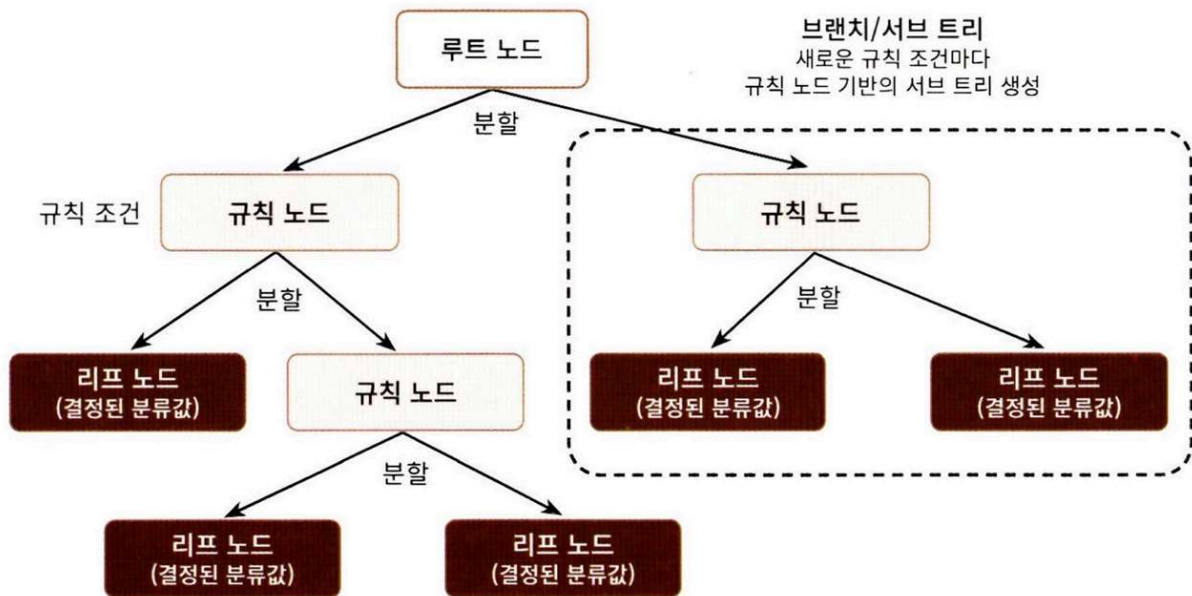 루트 노드
브랜치/서브 트리
새로운 규칙 조건마다
규칙 노드 기반의 서브 트리 생성
분할
규칙 조건
규칙 노드
규칙 노드
분할
분할
리프 노드
(결정된 분류값)
규칙 노드
리프 노드
(결정된 분류값)
리프 노드
(결정된 분류값)
분할
리프 노드
(결정된 분류값)
리프 노드
(결정된 분류값)